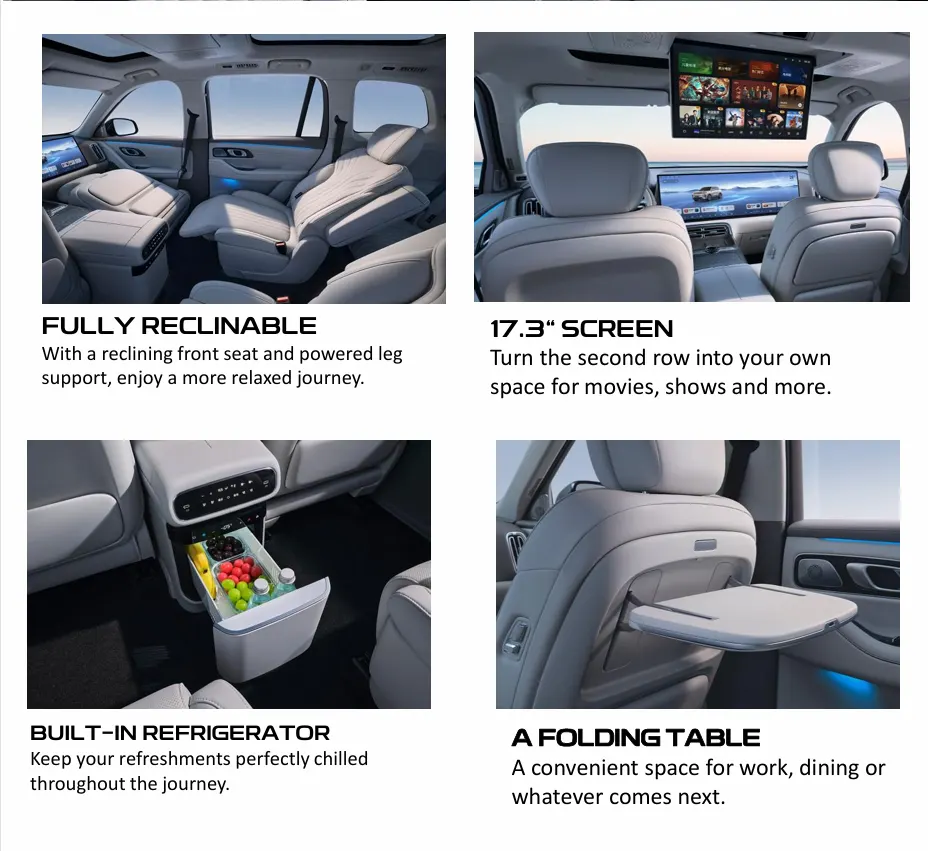 FULLY RECLINABLE
With a reclining front seat and powered leg
support, enjoy a more relaxed journey.
17.3“ SCREEN
Turn the second row into your own
space for movies, shows and more.
BUILT-IN REFRIGERATOR
Keep your refreshments perfectly chilled
throughout the journey.
A FOLDING TABLE
A convenient space for work, dining or
whatever comes next.